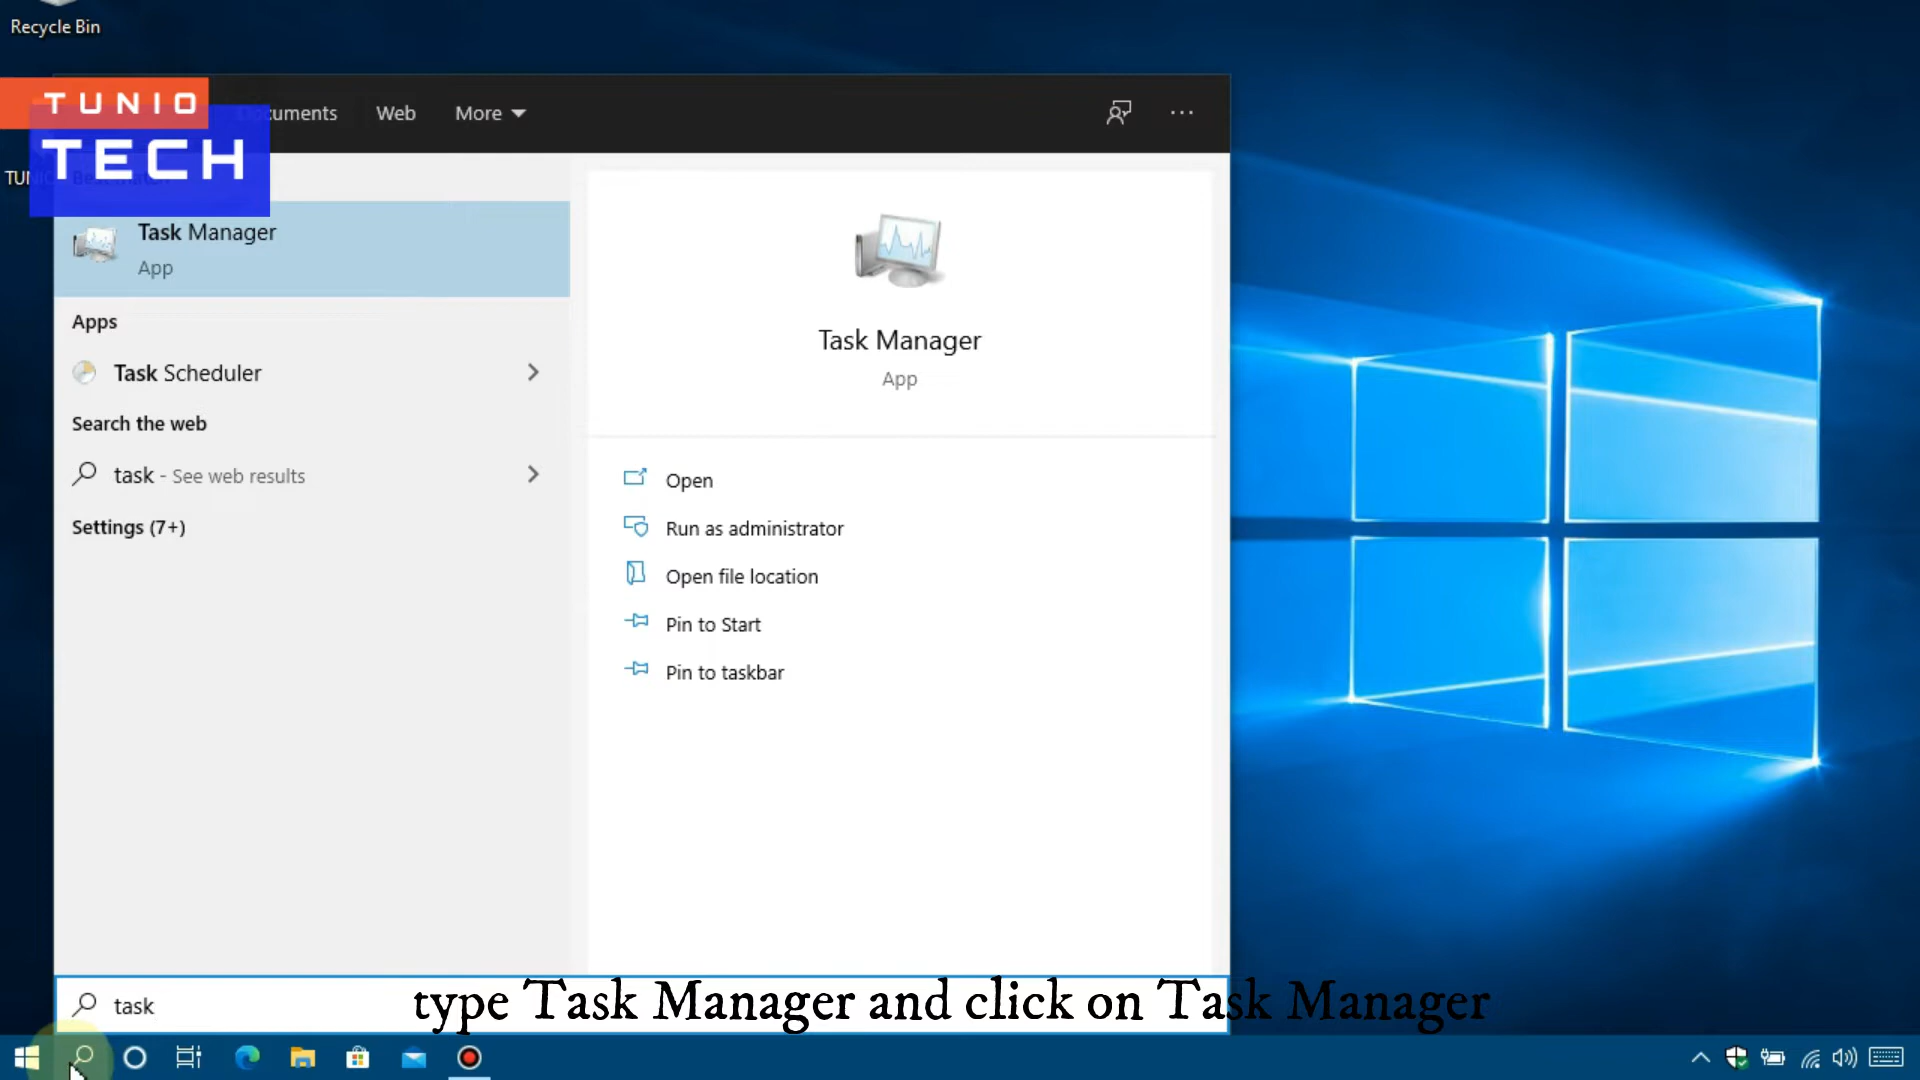 Recycle Bin
TUNIO
TECH
cuments
Web
More
TUN
Task Manager
App
Apps
Task Scheduler
Search the web
task - See web results
Settings (7+)
Task Manager
App
Open
Run as administrator
Open file location
Pin to Start
Pin to taskbar
task
type Task Manager and click on Task Manager